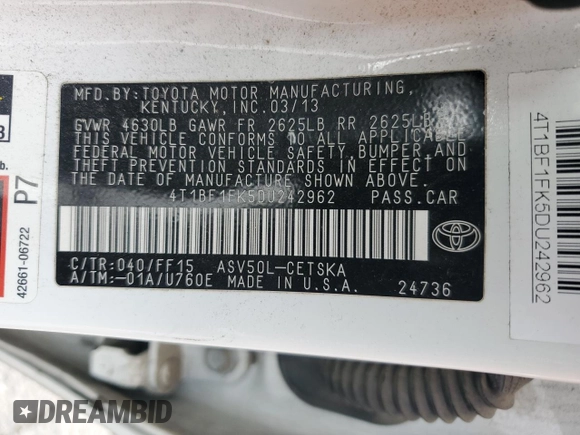 MFD.BY:TOYOTA MOTOR MANUFACTURING,
KENTUCKY, INC. 03/13
GVWR 4630LB GAWR FR 2625LB RR 2625LB
THIS VEHICLE CONFORMS TO ALL APPLICABLE
FEDERAL MOTOR VEHICLE SAFETY, BUMPER, AND
THEFT PREVENTION STANDARDS IN EFFECT ON
THE DATE OF MANUFACTURE SHOWN ABOVE.
4T1BF1FK5DU242962 PASS.CAR
C/TR:040/FF15 ASV50L-CETSKA
A/TM:-01A/U760E MADE IN U.S.A. 24736
TOYOTA
4T1BF1FK5DU242962
P7
42661-06722
b.
DREAMBID